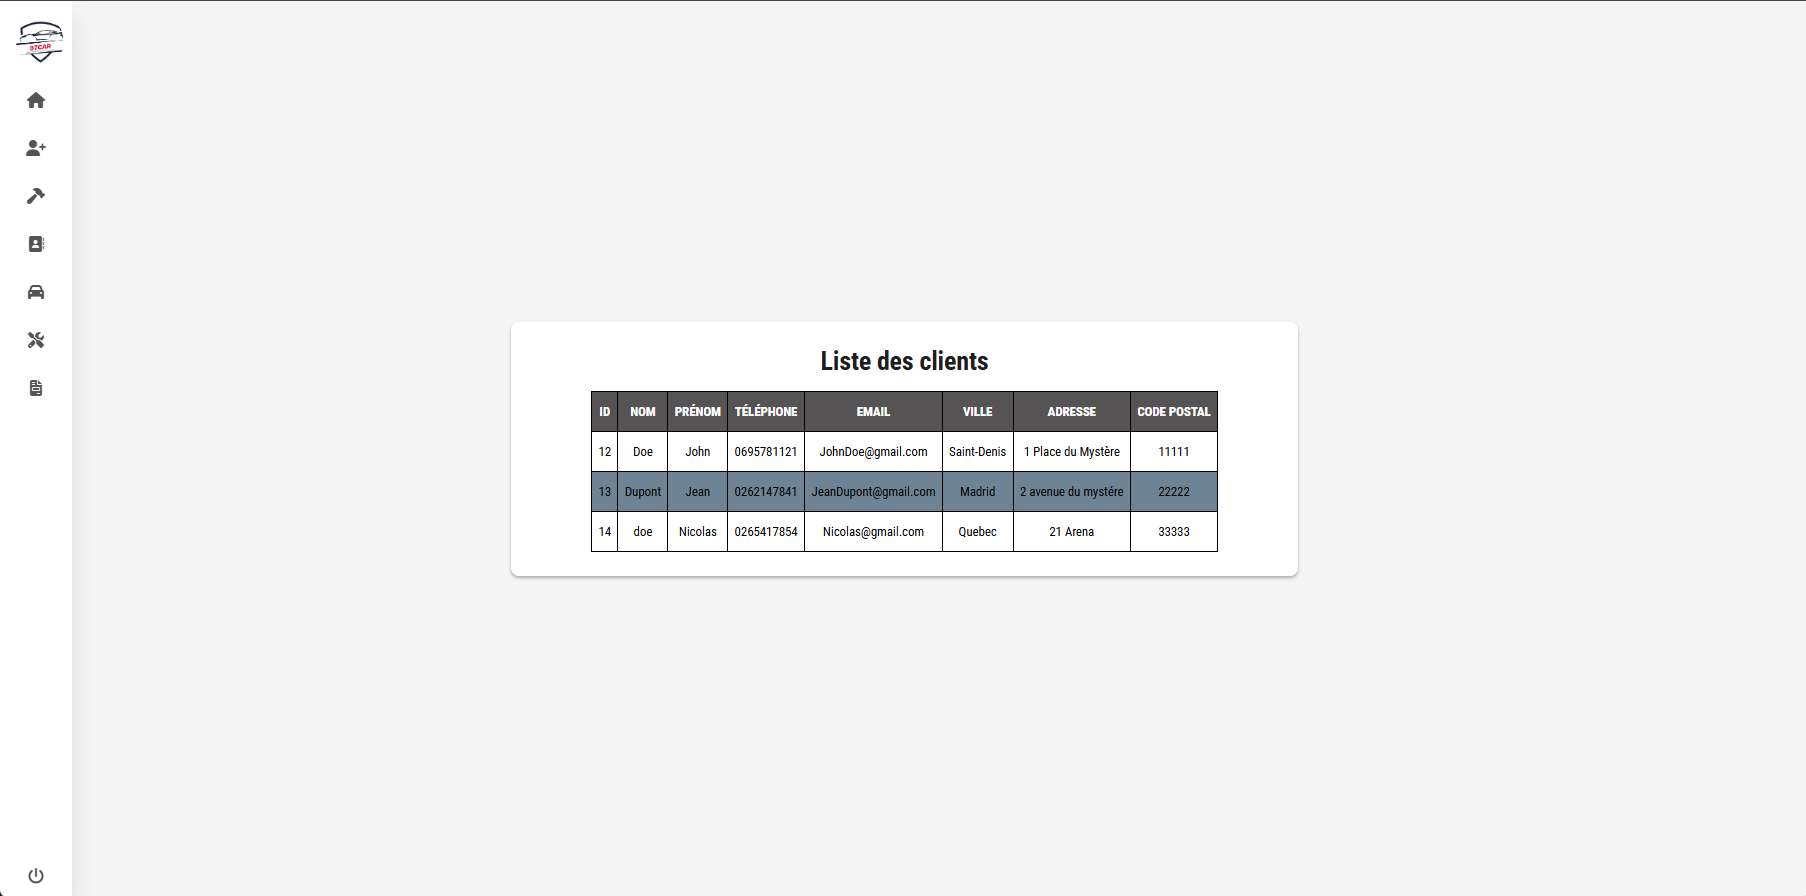 97CAR
Liste des clients
ID NOM PRÉNOM TÉLÉPHONE EMAIL VILLE ADRESSE CODE POSTAL
12 Doe John 0695781121 JohnDoe@gmail.com Saint-Denis 1 Place du Mystère 11111
13 Dupont Jean 0262147841 JeanDupont@gmail.com Madrid 2 avenue du mystére 22222
14 doe Nicolas 0265417854 Nicolas@gmail.com Quebec 21 Arena 33333